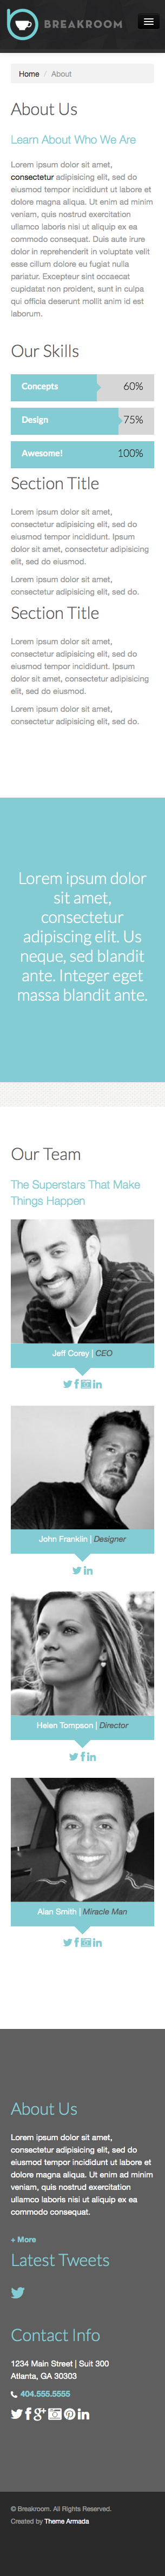 BREAKROOM
Home / About
About Us
Learn About Who We Are
Lorem ipsum dolor sit amet,
consectetur adipisicing elit, sed do
eiusmod tempor incididunt ut labore et
dolore magna aliqua. Ut enim ad minim
veniam, quis nostrud exercitation
ullamco laboris nisi ut aliquip ex ea
commodo consequat. Duis aute irure
dolor in reprehenderit in voluptate velit
esse cillum dolore eu fugiat nulla
pariatur. Excepteur sint occaecat
cupidatat non proident, sunt in culpa
qui officia deserunt mollit anim id est
laborum.
Our Skills
Concepts 60%
Design 75%
Awesome! 100%
Section Title
Lorem ipsum dolor sit amet,
consectetur adipisicing elit, sed do
eiusmod tempor incididunt. Ipsum
dolor sit amet, consectetur adipisicing
elit, sed do eiusmod.
Lorem ipsum dolor sit amet,
consectetur adipisicing elit, sed do.
Section Title
Lorem ipsum dolor sit amet,
consectetur adipisicing elit, sed do
eiusmod tempor incididunt. Ipsum
dolor sit amet, consectetur adipisicing
elit, sed do eiusmod.
Lorem ipsum dolor sit amet,
consectetur adipisicing elit, sed do.
Lorem ipsum dolor
sit amet,
consectetur
adipiscing elit. Us
neque, sed blandit
ante. Integer eget
massa blandit ante.
Our Team
The Superstars That Make
Things Happen
Jeff Corey | CEO
John Franklin | Designer
Helen Tompson | Director
Alan Smith | Miracle Man
About Us
Lorem ipsum dolor sit amet,
consectetur adipisicing elit, sed do
eiusmod tempor incididunt ut labore et
dolore magna aliqua. Ut enim ad minim
veniam, quis nostrud exercitation
ullamco laboris nisi ut aliquip ex ea
commodo consequat.
+ More
Latest Tweets
Contact Info
1234 Main Street | Suit 300
Atlanta, GA 30303
404.555.5555
© Breakroom. All Rights Reserved.
Created by Theme Armada